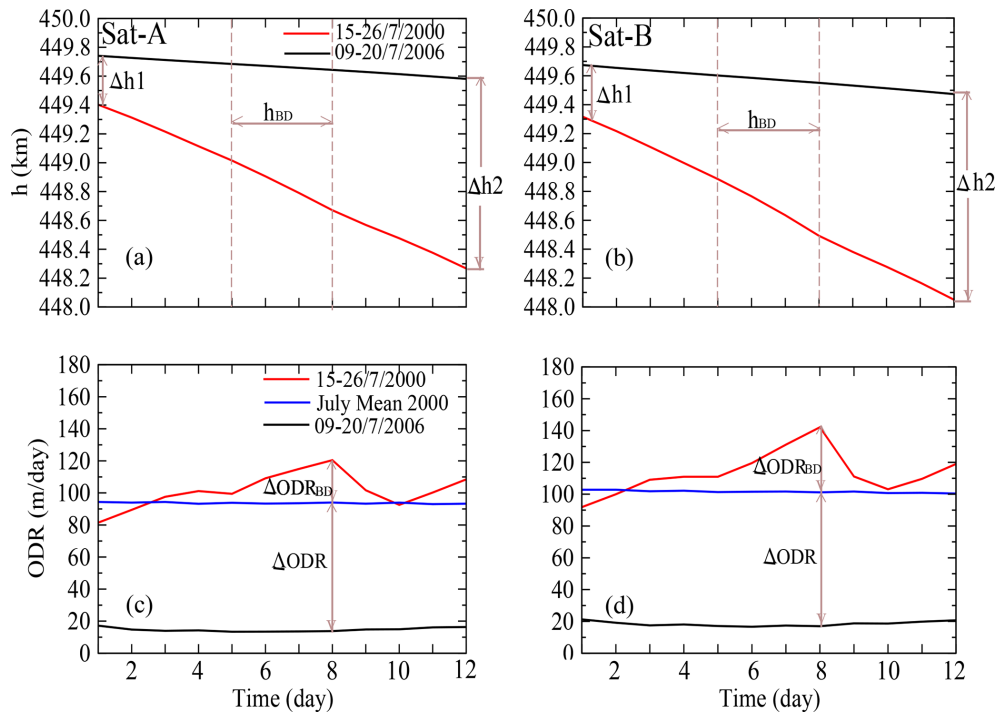 Sat-A
15-26/7/2000
09-20/7/2006
h (km)
450.0
449.8
449.6
449.4
449.2
449.0
448.8
448.6
448.4
448.2
448.0
Δh1
hBD
Δh2
(a)
Sat-B
450.0
449.8
449.6
449.4
449.2
449.0
448.8
448.6
448.4
448.2
448.0
Δh1
hBD
Δh2
(b)
15-26/7/2000
July Mean 2000
09-20/7/2006
ODR (m/day)
180
160
140
120
100
80
60
40
20
0
ΔODRBD
ΔODR
(c)
2 4 6 8 10 12
Time (day)
180
160
140
120
100
80
60
40
20
0
ΔODRBD
ΔODR
(d)
2 4 6 8 10 12
Time (day)